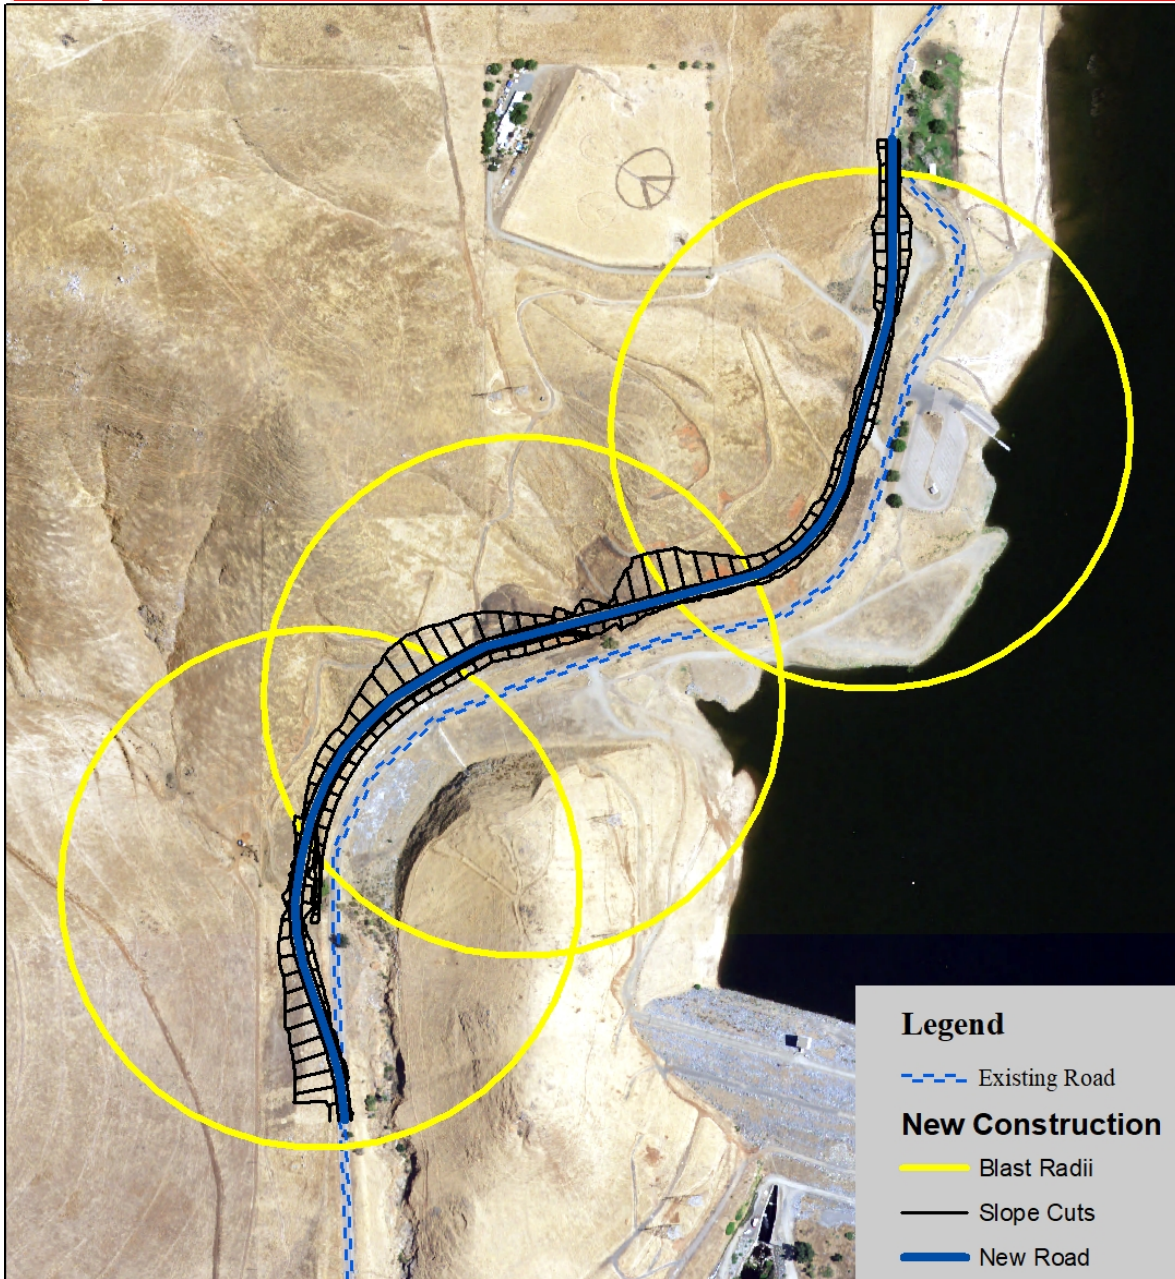 Legend
Existing Road
New Construction
Blast Radii
Slope Cuts
New Road